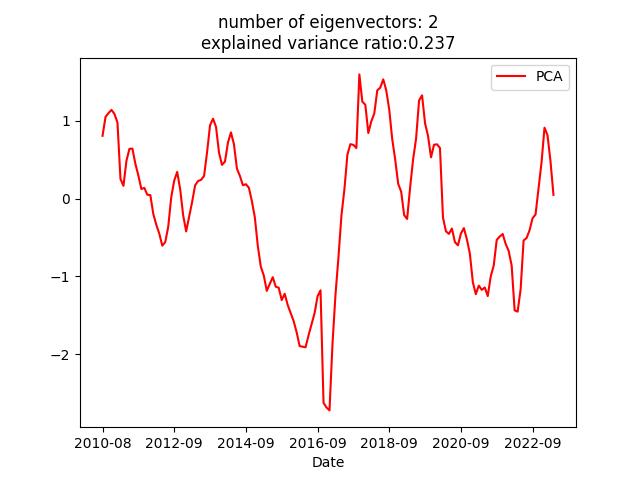 number of eigenvectors: 2
explained variance ratio:0.237
PCA
1
0
−1
−2
2010-08 2012-09 2014-09 2016-09 2018-09 2020-09 2022-09
Date